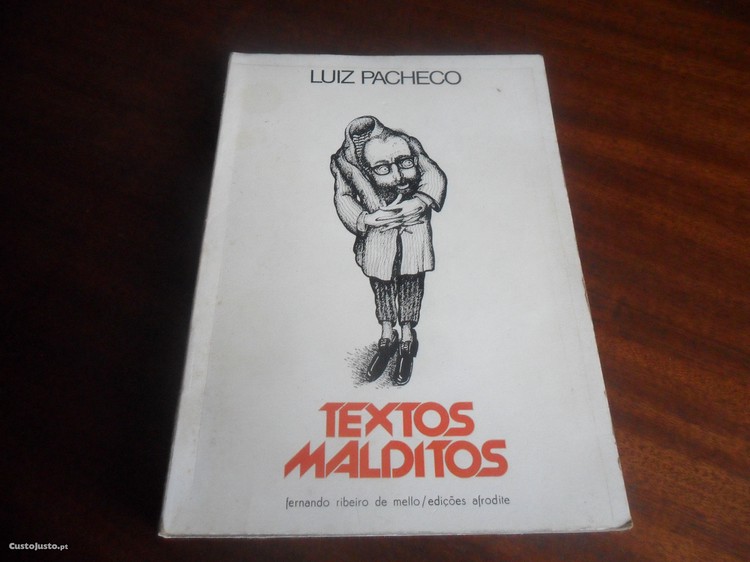 LUIZ PACHECO
TEXTOS
MALDITOS
fernando ribeiro de mello/edições afrodite
CustoJusto.pt